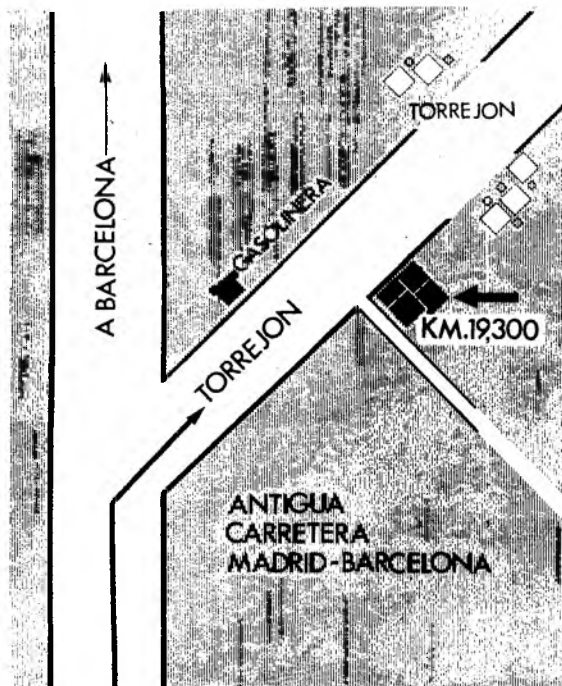 TORREJON
A BARCELONA
GASOLINERA
KM.19,300
TORREJON
ANTIGUA
CARRETERA
MADRID-BARCELONA